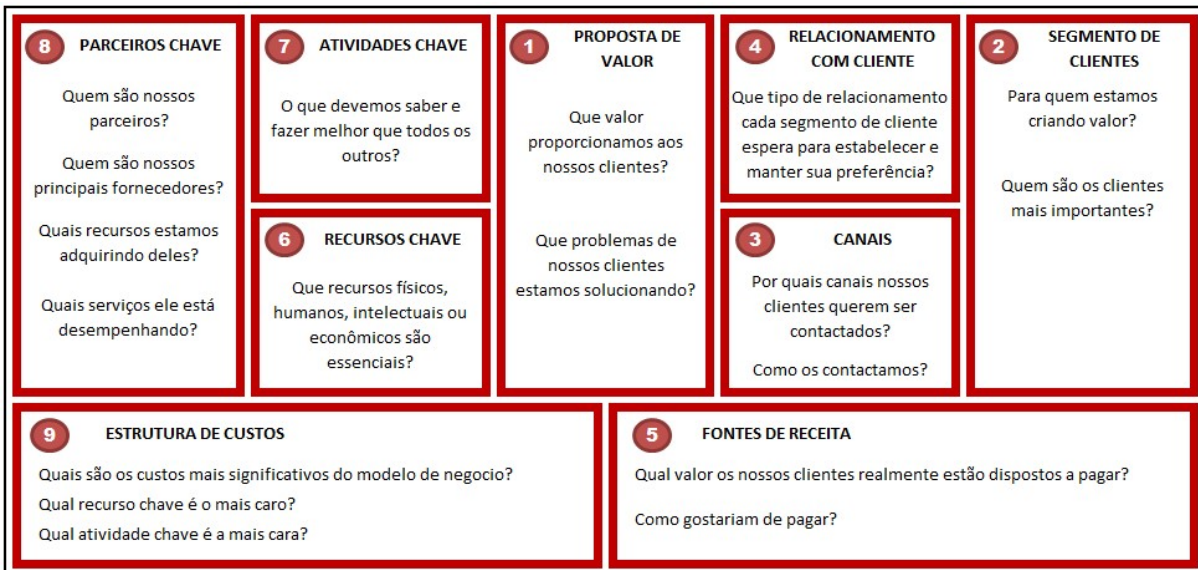 8 PARCEIROS CHAVE
Quem são nossos
parceiros?
Quem são nossos
principais fornecedores?
Quais recursos estamos
adquirindo deles?
Quais serviços ele está
desempenhando?
7 ATIVIDADES CHAVE
O que devemos saber e
fazer melhor que todos os
outros?
6 RECURSOS CHAVE
Que recursos físicos,
humanos, intelectuais ou
econômicos são
essenciais?
1 PROPOSTA DE
VALOR
Que valor
proporcionamos aos
nossos clientes?
Que problemas de
nossos clientes
estamos solucionando?
4 RELACIONAMENTO
COM CLIENTE
Que tipo de relacionamento
cada segmento de cliente
espera para estabelecer e
manter sua preferência?
3 CANAIS
Por quais canais nossos
clientes querem ser
contactados?
Como os contactamos?
2 SEGMENTO DE
CLIENTES
Para quem estamos
criando valor?
Quem são os clientes
mais importantes?
9 ESTRUTURA DE CUSTOS
Quais são os custos mais significativos do modelo de negocio?
Qual recurso chave é o mais caro?
Qual atividade chave é a mais cara?
5 FONTES DE RECEITA
Qual valor os nossos clientes realmente estão dispostos a pagar?
Como gostariam de pagar?